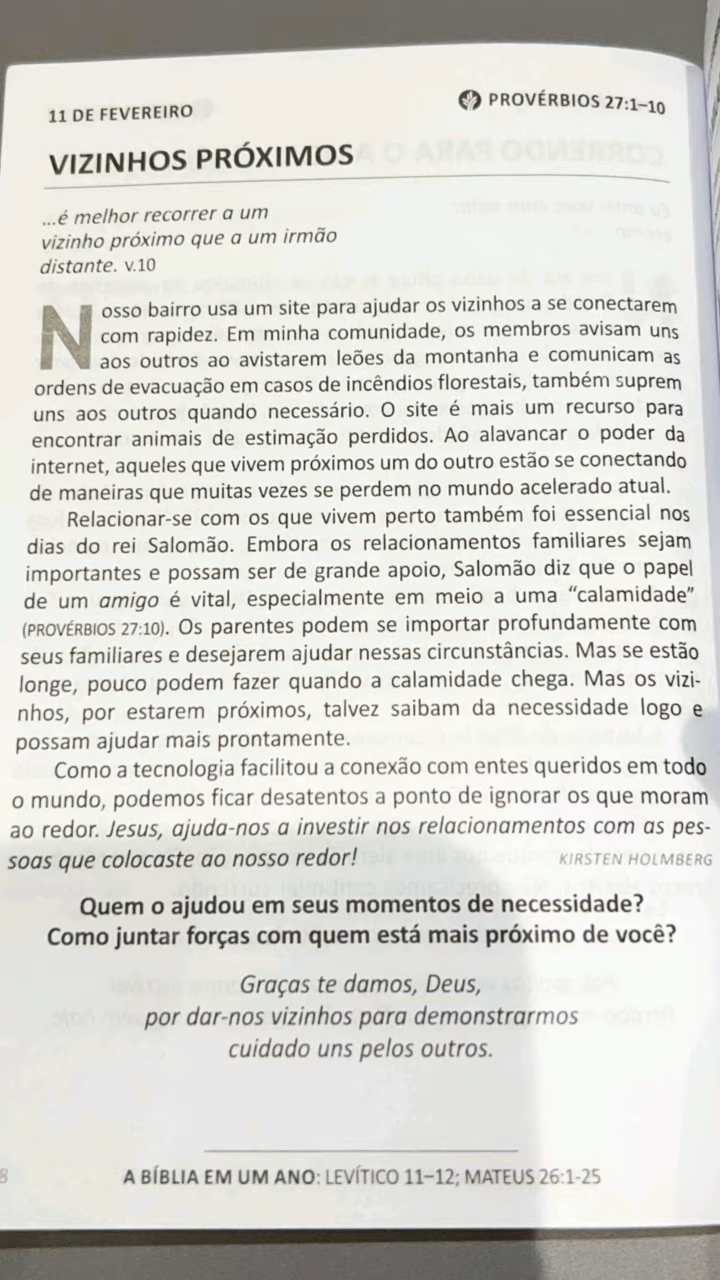 11 DE FEVEREIRO
PROVÉRBIOS 27:1–10
VIZINHOS PRÓXIMOS
...é melhor recorrer a um
vizinho próximo que a um irmão
distante. v.10
Nosso bairro usa um site para ajudar os vizinhos a se conectarem
com rapidez. Em minha comunidade, os membros avisam uns
aos outros ao avistarem leões da montanha e comunicam as
ordens de evacuação em casos de incêndios florestais, também suprem
uns aos outros quando necessário. O site é mais um recurso para
encontrar animais de estimação perdidos. Ao alavancar o poder da
internet, aqueles que vivem próximos um do outro estão se conectando
de maneiras que muitas vezes se perdem no mundo acelerado atual.
Relacionar-se com os que vivem perto também foi essencial nos
dias do rei Salomão. Embora os relacionamentos familiares sejam
importantes e possam ser de grande apoio, Salomão diz que o papel
de um amigo é vital, especialmente em meio a uma “calamidade”
(PROVÉRBIOS 27:10). Os parentes podem se importar profundamente com
seus familiares e desejarem ajudar nessas circunstâncias. Mas se estão
longe, pouco podem fazer quando a calamidade chega. Mas os vizi-
nhos, por estarem próximos, talvez saibam da necessidade logo e
possam ajudar mais prontamente.
Como a tecnologia facilitou a conexão com entes queridos em todo
o mundo, podemos ficar desatentos a ponto de ignorar os que moram
ao redor. Jesus, ajuda-nos a investir nos relacionamentos com as pes-
soas que colocaste ao nosso redor! KIRSTEN HOLMBERG
Quem o ajudou em seus momentos de necessidade?
Como juntar forças com quem está mais próximo de você?
Graças te damos, Deus,
por dar-nos vizinhos para demonstrarmos
cuidado uns pelos outros.
A BÍBLIA EM UM ANO: LEVÍTICO 11–12; MATEUS 26:1-25